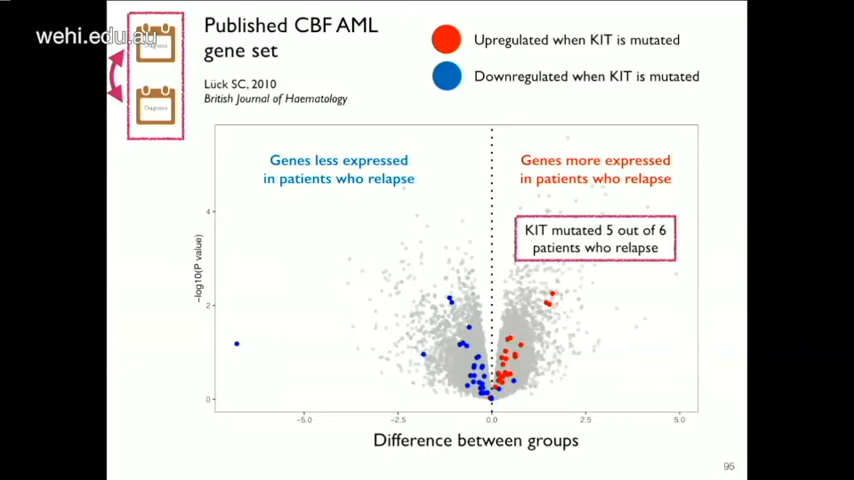 wehi.edu.au
Diagnosis
Diagnosis
Published CBF AML
gene set
Lück SC, 2010
British Journal of Haematology
Upregulated when KIT is mutated
Downregulated when KIT is mutated
Genes less expressed
in patients who relapse
Genes more expressed
in patients who relapse
KIT mutated 5 out of 6
patients who relapse
−log10(P value)
4
2
0
−5.0
−2.5
0.0
2.5
5.0
Difference between groups
95